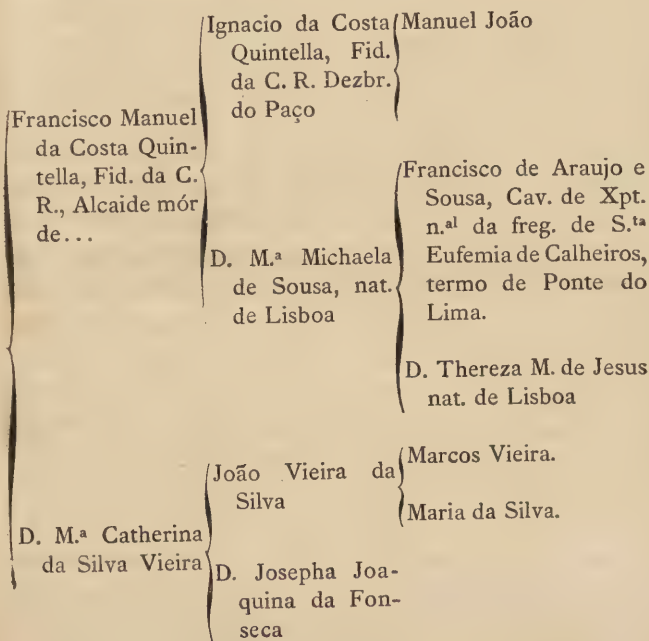 Ignacio da Costa
Quintella, Fid.
da C. R. Dezbr.
do Paço
Manuel João
Francisco Manuel
da Costa Quin-
tella, Fid. da C.
R., Alcaide mór
de...
D. M.ª Michaela
de Sousa, nat.
de Lisboa
Francisco de Araujo e
Sousa, Cav. de Xpt.
n.al da freg. de S.ta
Eufemia de Calheiros,
termo de Ponte do
Lima.
D. Thereza M. de Jesus
nat. de Lisboa
D. M.ª Catherina
da Silva Vieira
João Vieira da
Silva
Marcos Vieira.
Maria da Silva.
D. Josepha Joa-
quina da Fon-
seca